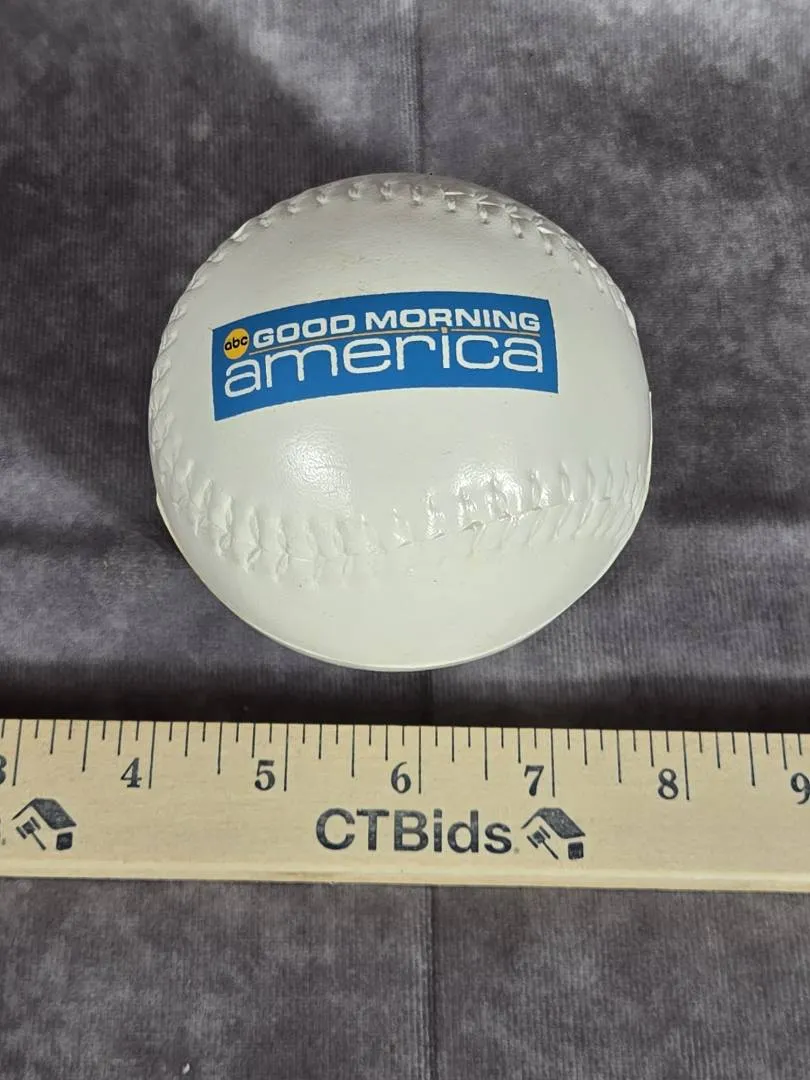 abc GOOD MORNING
america
3 4 5 6 7 8 9
CTBids.